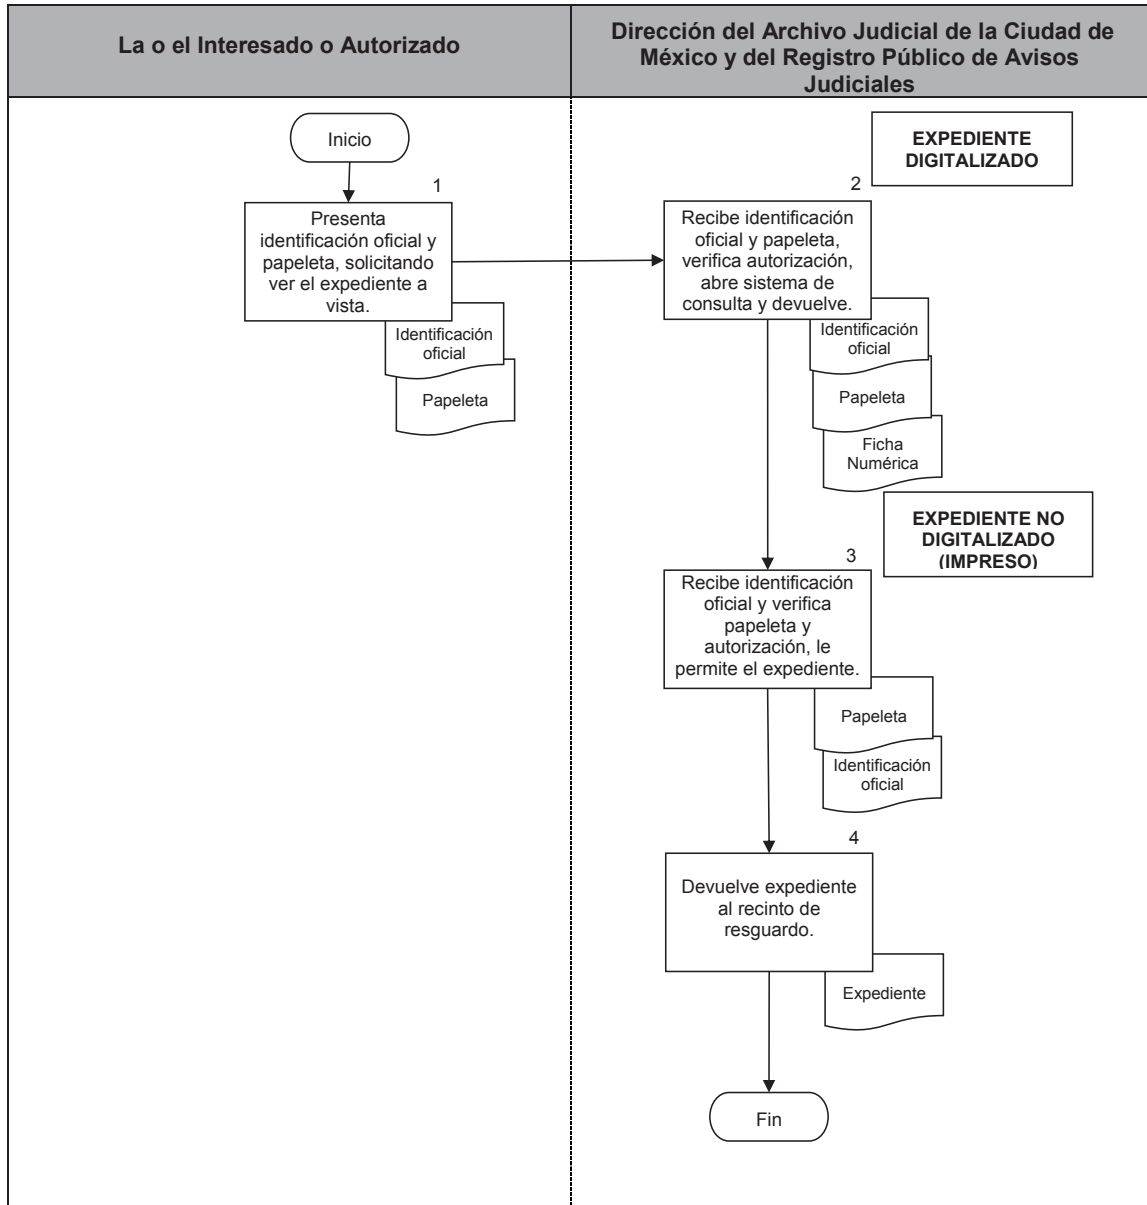 La o el Interesado o Autorizado
Dirección del Archivo Judicial de la Ciudad de
México y del Registro Público de Avisos
Judiciales
Inicio
EXPEDIENTE
DIGITALIZADO
1
Presenta
identificación oficial y
papeleta, solicitando
ver el expediente a
vista.
Identificación
oficial
Papeleta
2
Recibe identificación
oficial y papeleta,
verifica autorización,
abre sistema de
consulta y devuelve.
Identificación
oficial
Papeleta
Ficha
Numérica
EXPEDIENTE NO
DIGITALIZADO
(IMPRESO)
3
Recibe identificación
oficial y verifica
papeleta y
autorización, le
permite el expediente.
Papeleta
Identificación
oficial
4
Devuelve expediente
al recinto de
resguardo.
Expediente
Fin